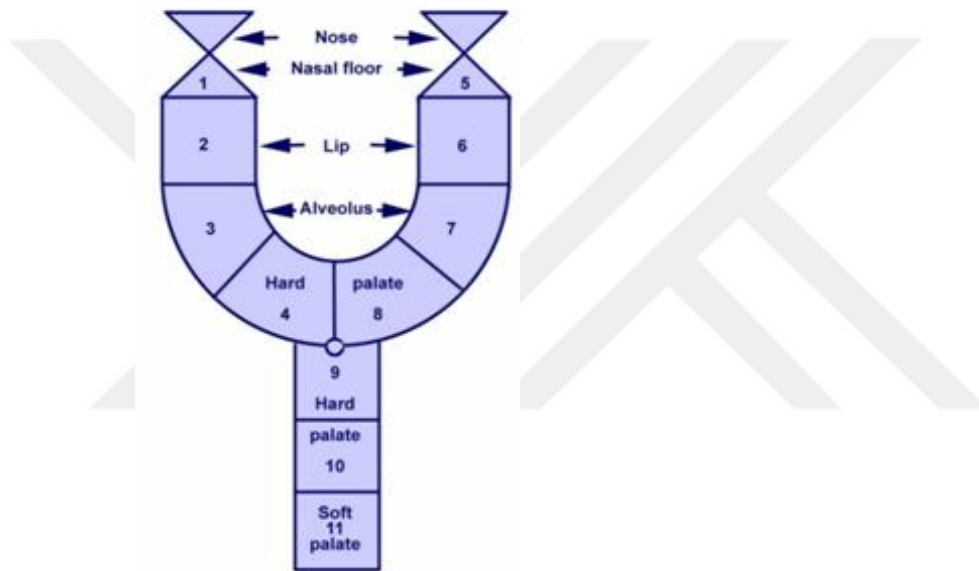 Nose
Nasal floor
1 5
2 Lip 6
Alveolus
3 7
Hard palate
4 8
9
Hard
palate
10
Soft
11
palate